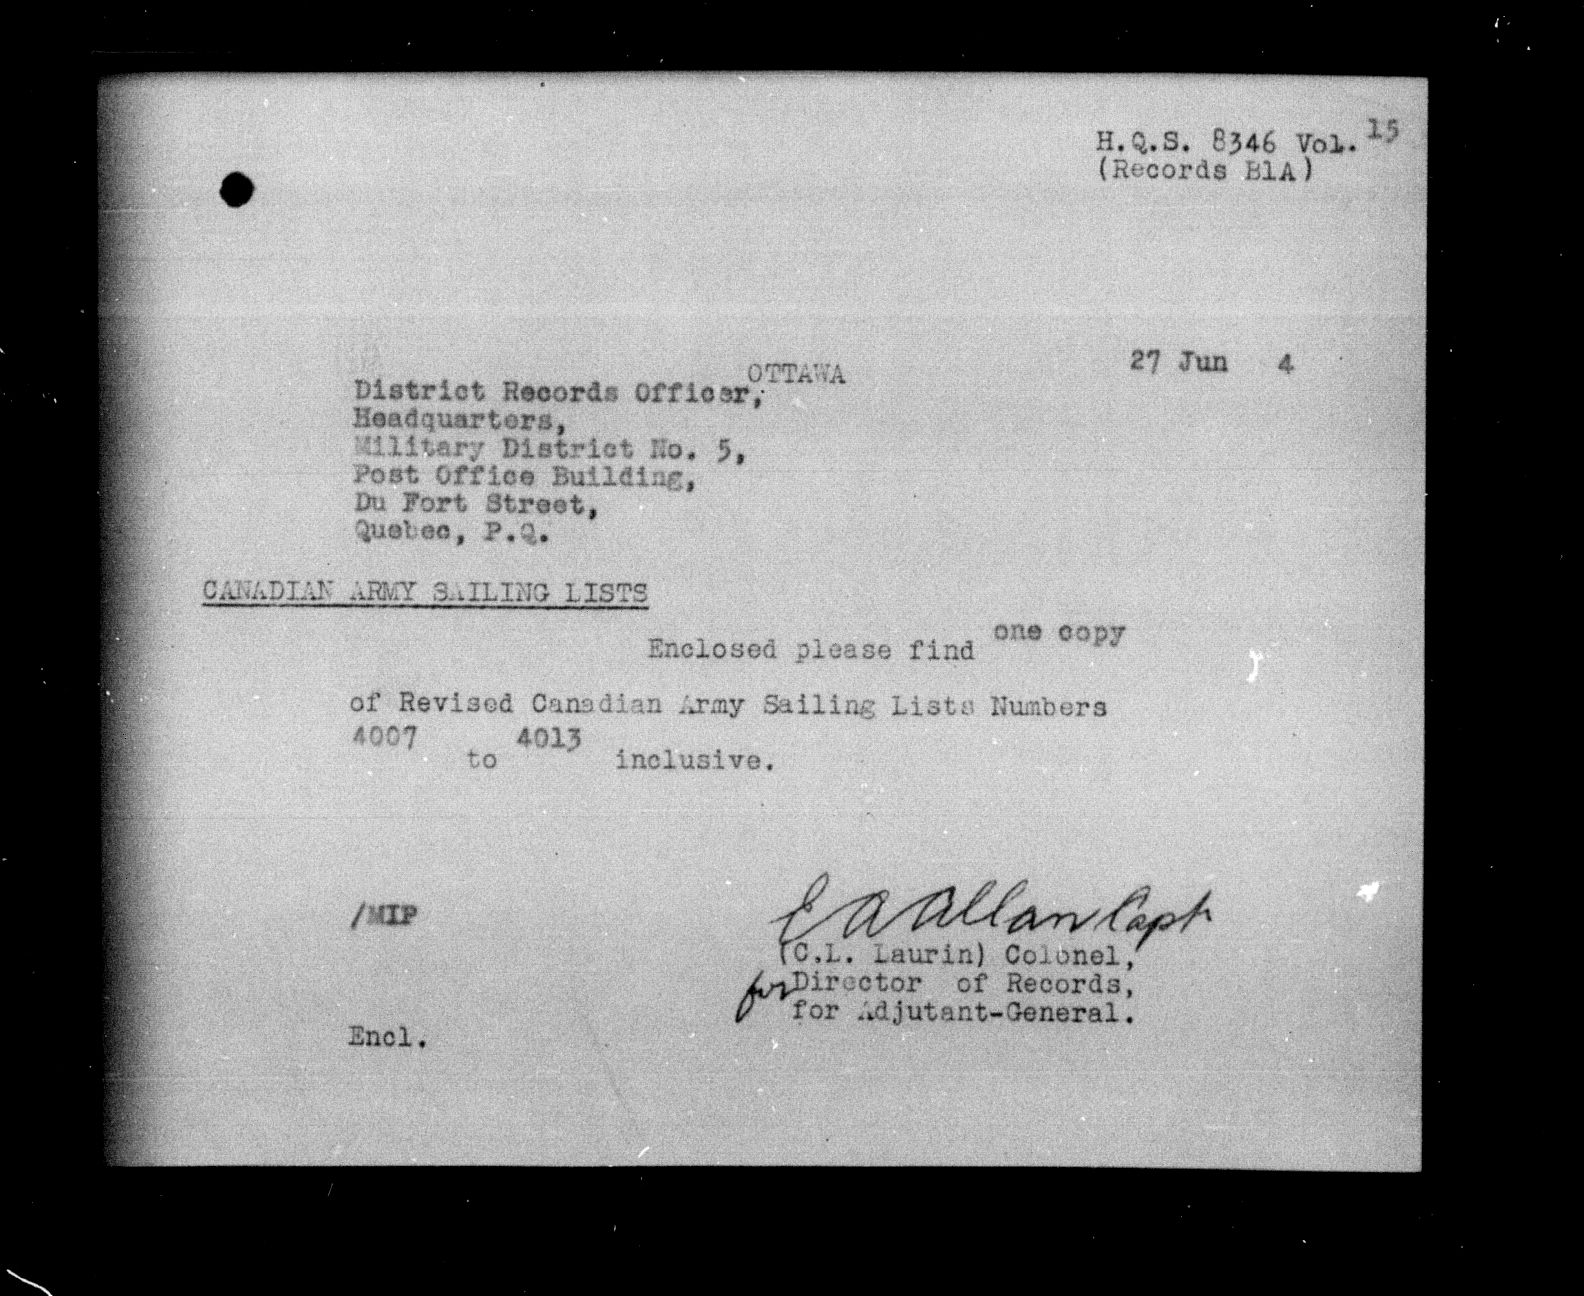 H.Q.S. 8346 Vol. 15
(Records B1A)
OTTAWA 27 Jun 4
District Records Officer,
Headquarters,
Military District No. 5,
Post Office Building,
Du Fort Street,
Quebec, P.Q.
CANADIAN ARMY SAILING LISTS
Enclosed please find one copy
of Revised Canadian Army Sailing Lists Numbers
4007 to 4013 inclusive.
/MIP
E A Allan Capt
(C.L. Laurin) Colonel,
for Director of Records,
for Adjutant-General.
Encl.